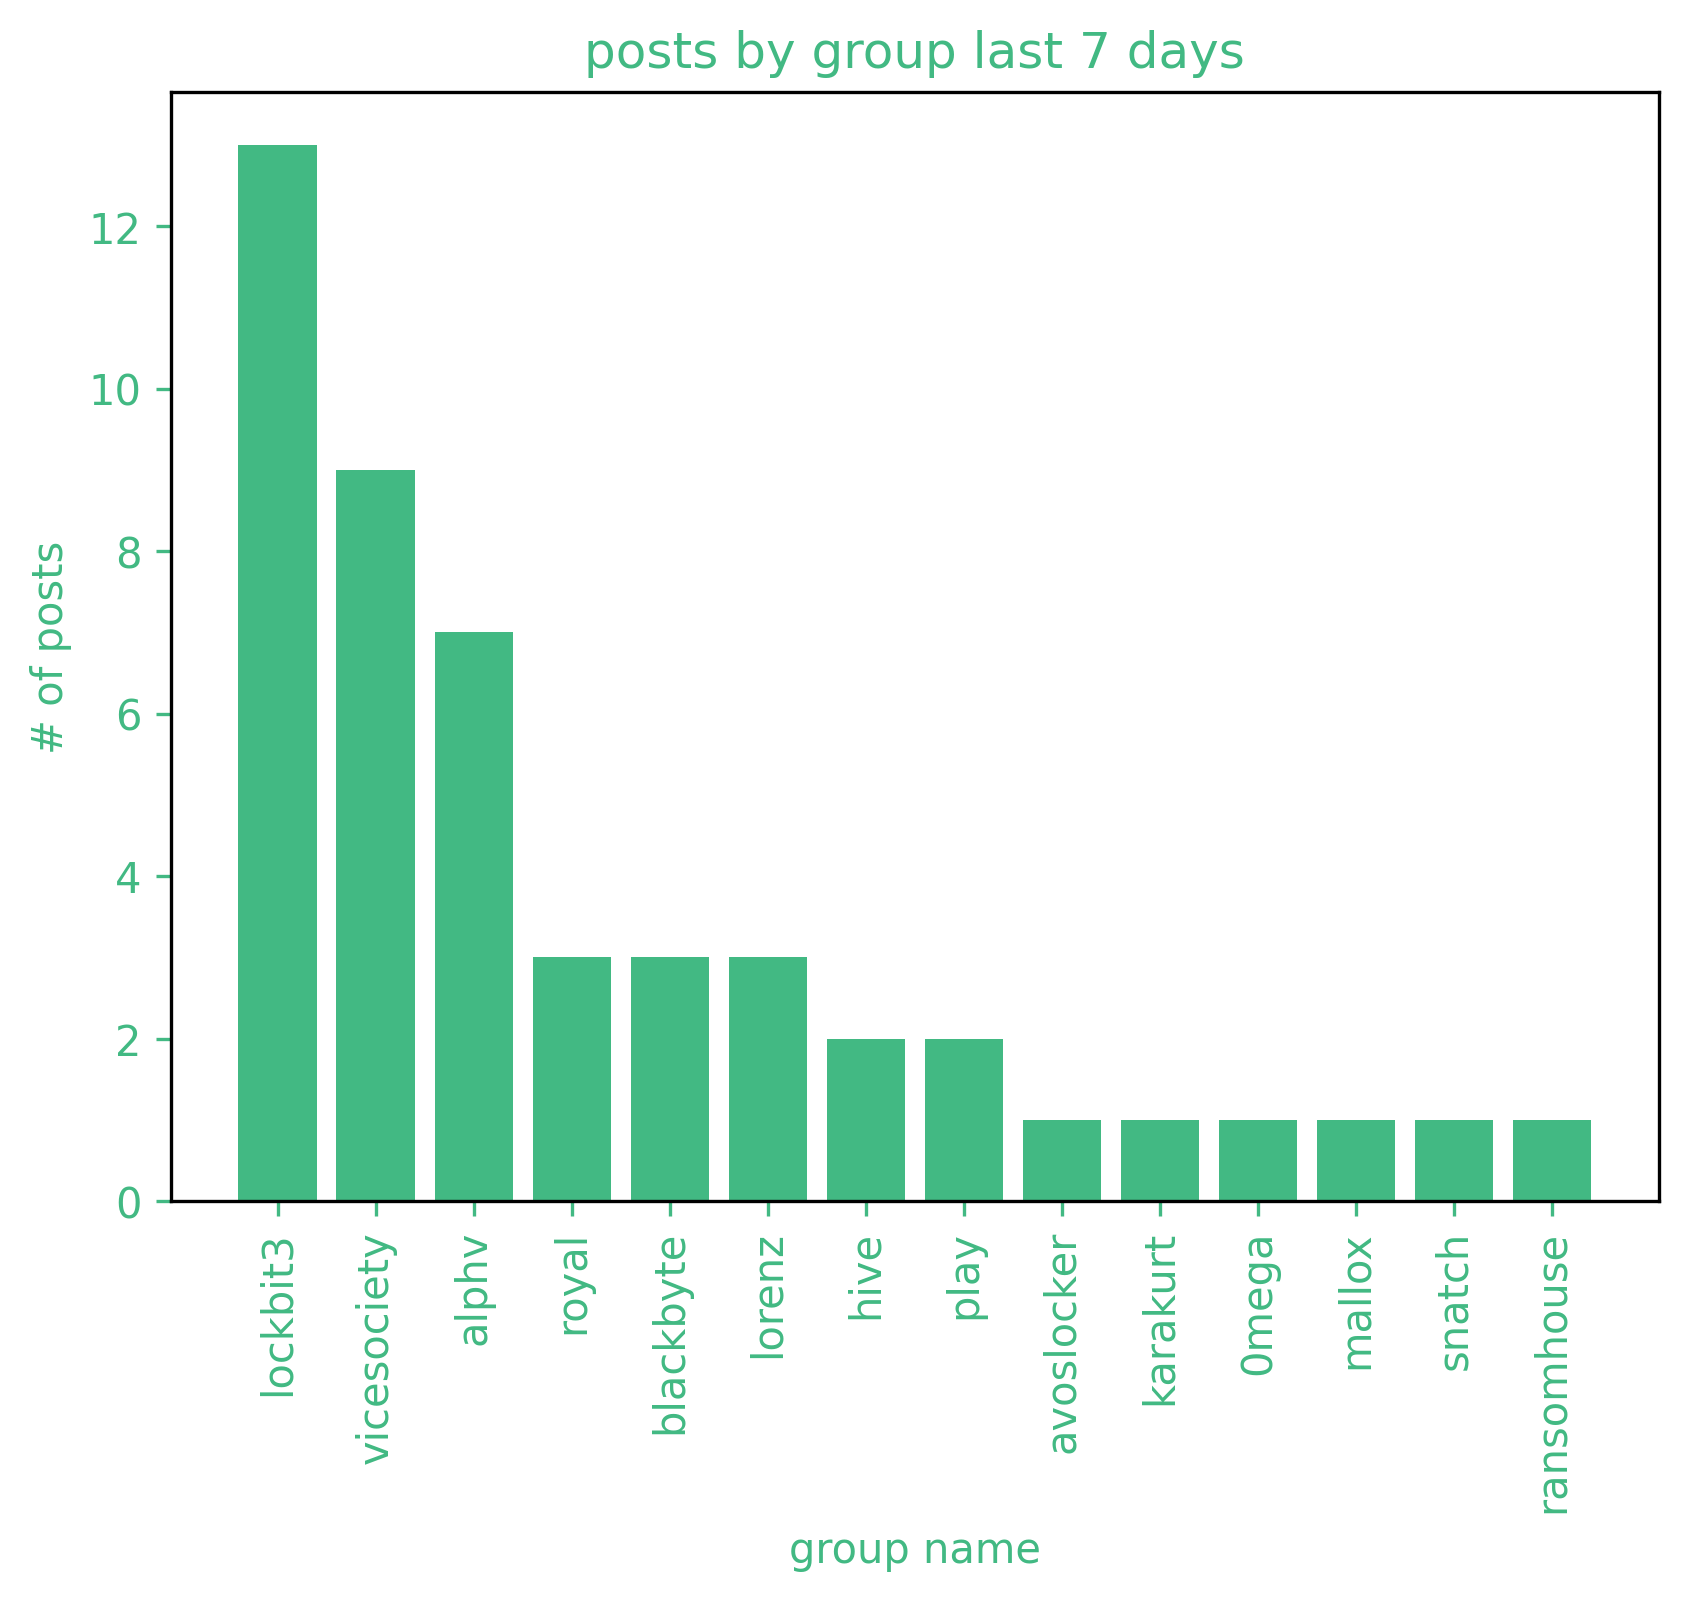 posts by group last 7 days
12
10
8
6
4
2
0
# of posts
lockbit3
vicesociety
alphv
royal
blackbyte
lorenz
hive
play
avoslocker
karakurt
0mega
mallox
snatch
ransomhouse
group name